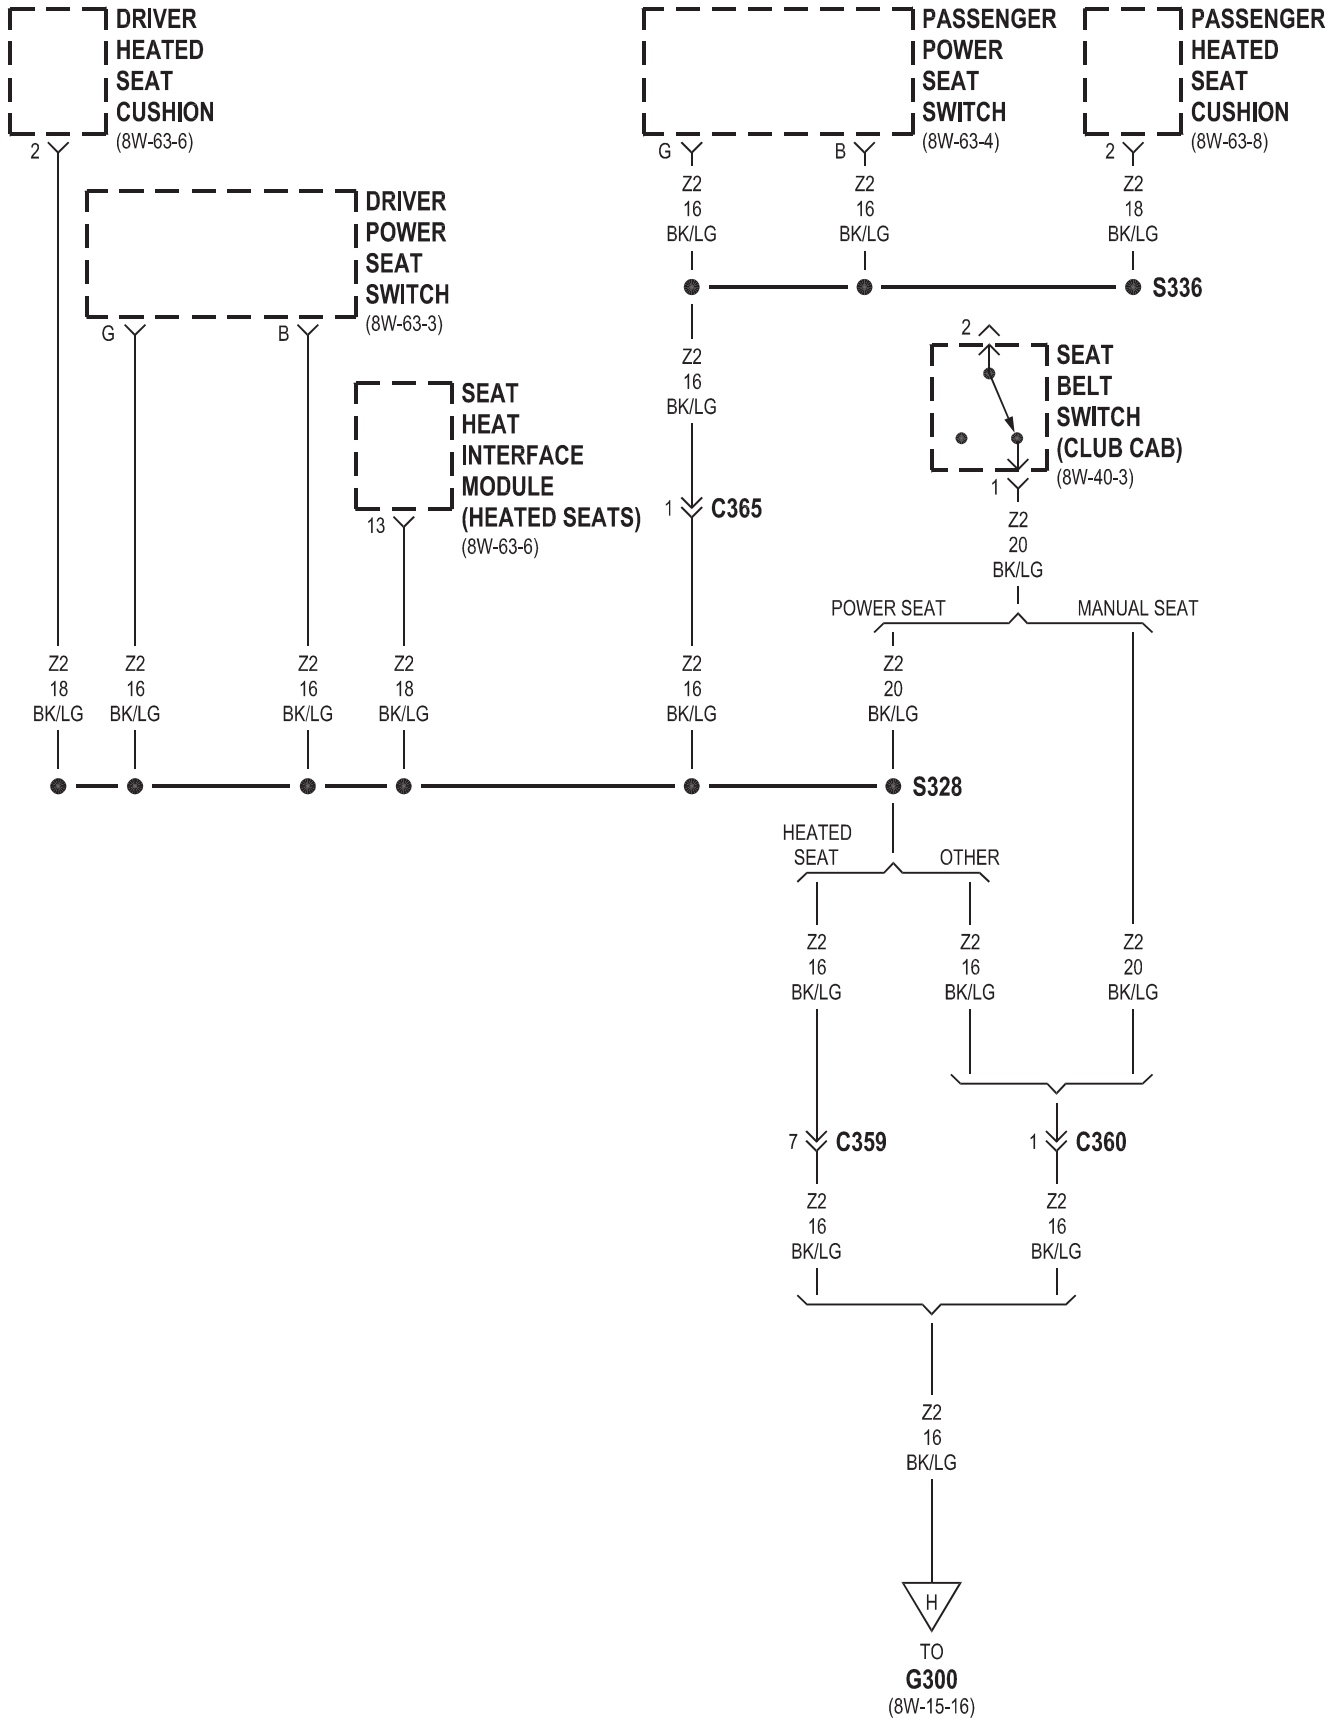 DRIVER
HEATED
SEAT
CUSHION
(8W-63-6)
2
PASSENGER
POWER
SEAT
SWITCH
(8W-63-4)
G
B
PASSENGER
HEATED
SEAT
CUSHION
(8W-63-8)
2
Z2
16
BK/LG
Z2
16
BK/LG
Z2
18
BK/LG
S336
DRIVER
POWER
SEAT
SWITCH
(8W-63-3)
G
B
SEAT
HEAT
INTERFACE
MODULE
(HEATED SEATS)
(8W-63-6)
13
Z2
16
BK/LG
1
C365
2
SEAT
BELT
SWITCH
(CLUB CAB)
(8W-40-3)
1
Z2
20
BK/LG
POWER SEAT
MANUAL SEAT
Z2
18
BK/LG
Z2
16
BK/LG
Z2
16
BK/LG
Z2
18
BK/LG
Z2
16
BK/LG
Z2
20
BK/LG
S328
HEATED
SEAT
OTHER
Z2
16
BK/LG
Z2
16
BK/LG
Z2
20
BK/LG
7
C359
1
C360
Z2
16
BK/LG
Z2
16
BK/LG
Z2
16
BK/LG
H
TO
G300
(8W-15-16)